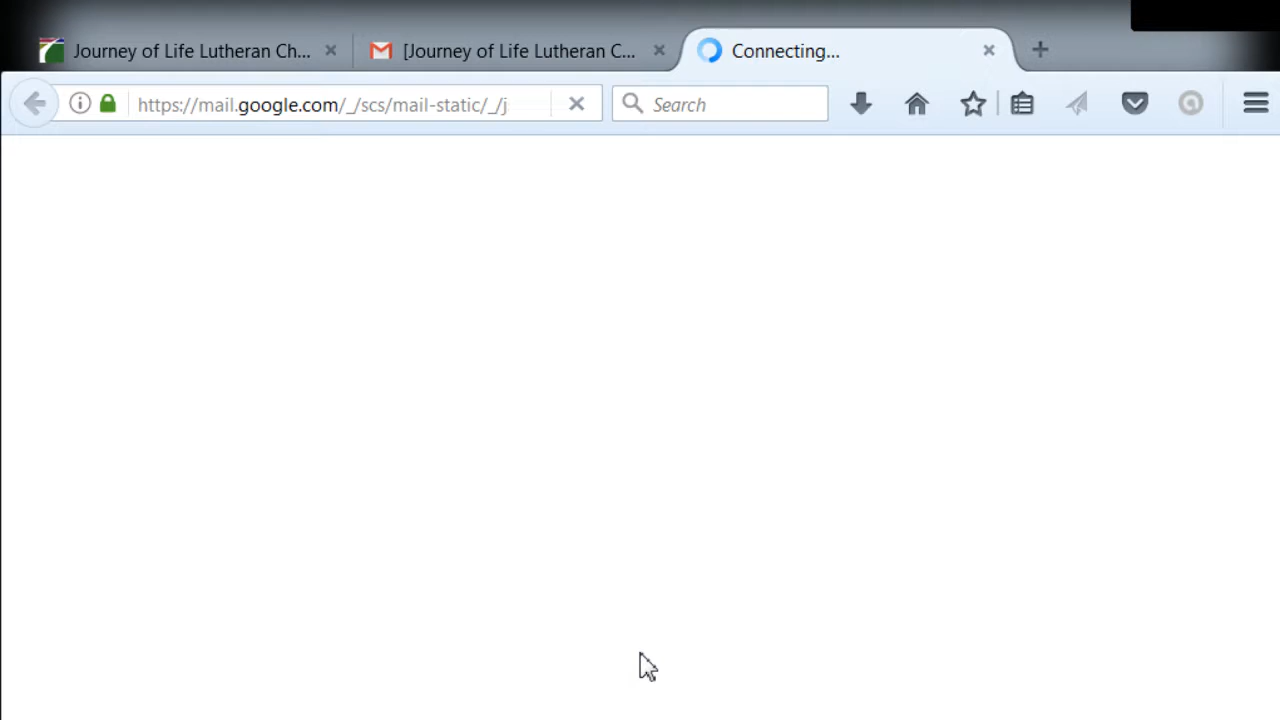 Journey of Life Lutheran Ch...
[Journey of Life Lutheran C...
Connecting...
https://mail.google.com/_/scs/mail-static/_/j
Search